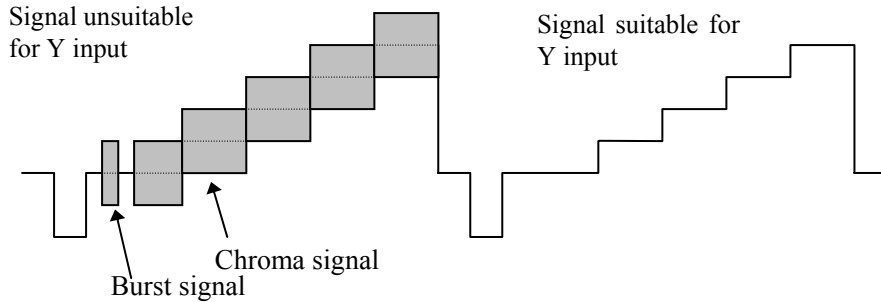 Signal unsuitable
for Y input
Signal suitable for
Y input
Chroma signal
Burst signal